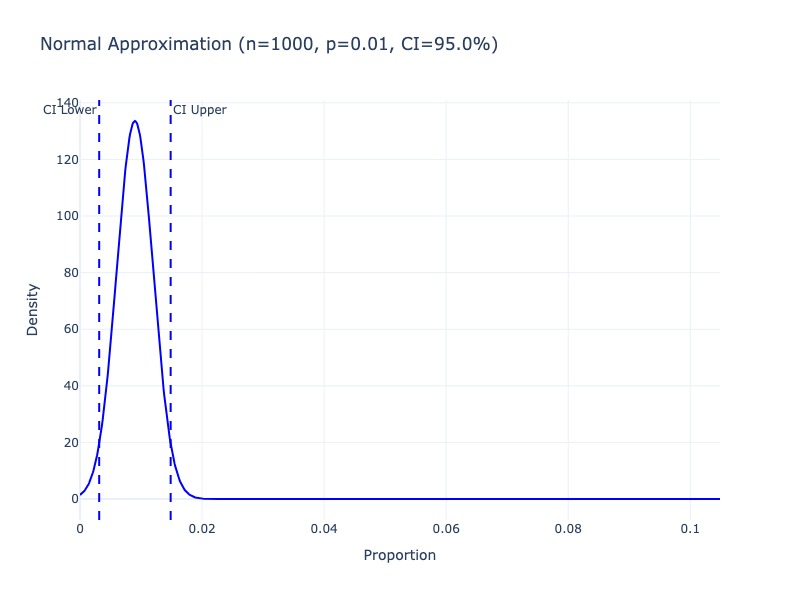 Normal Approximation (n=1000, p=0.01, CI=95.0%)
CI Lower
CI Upper
140
120
100
80
60
40
20
0
Density
0
0.02
0.04
0.06
0.08
0.1
Proportion